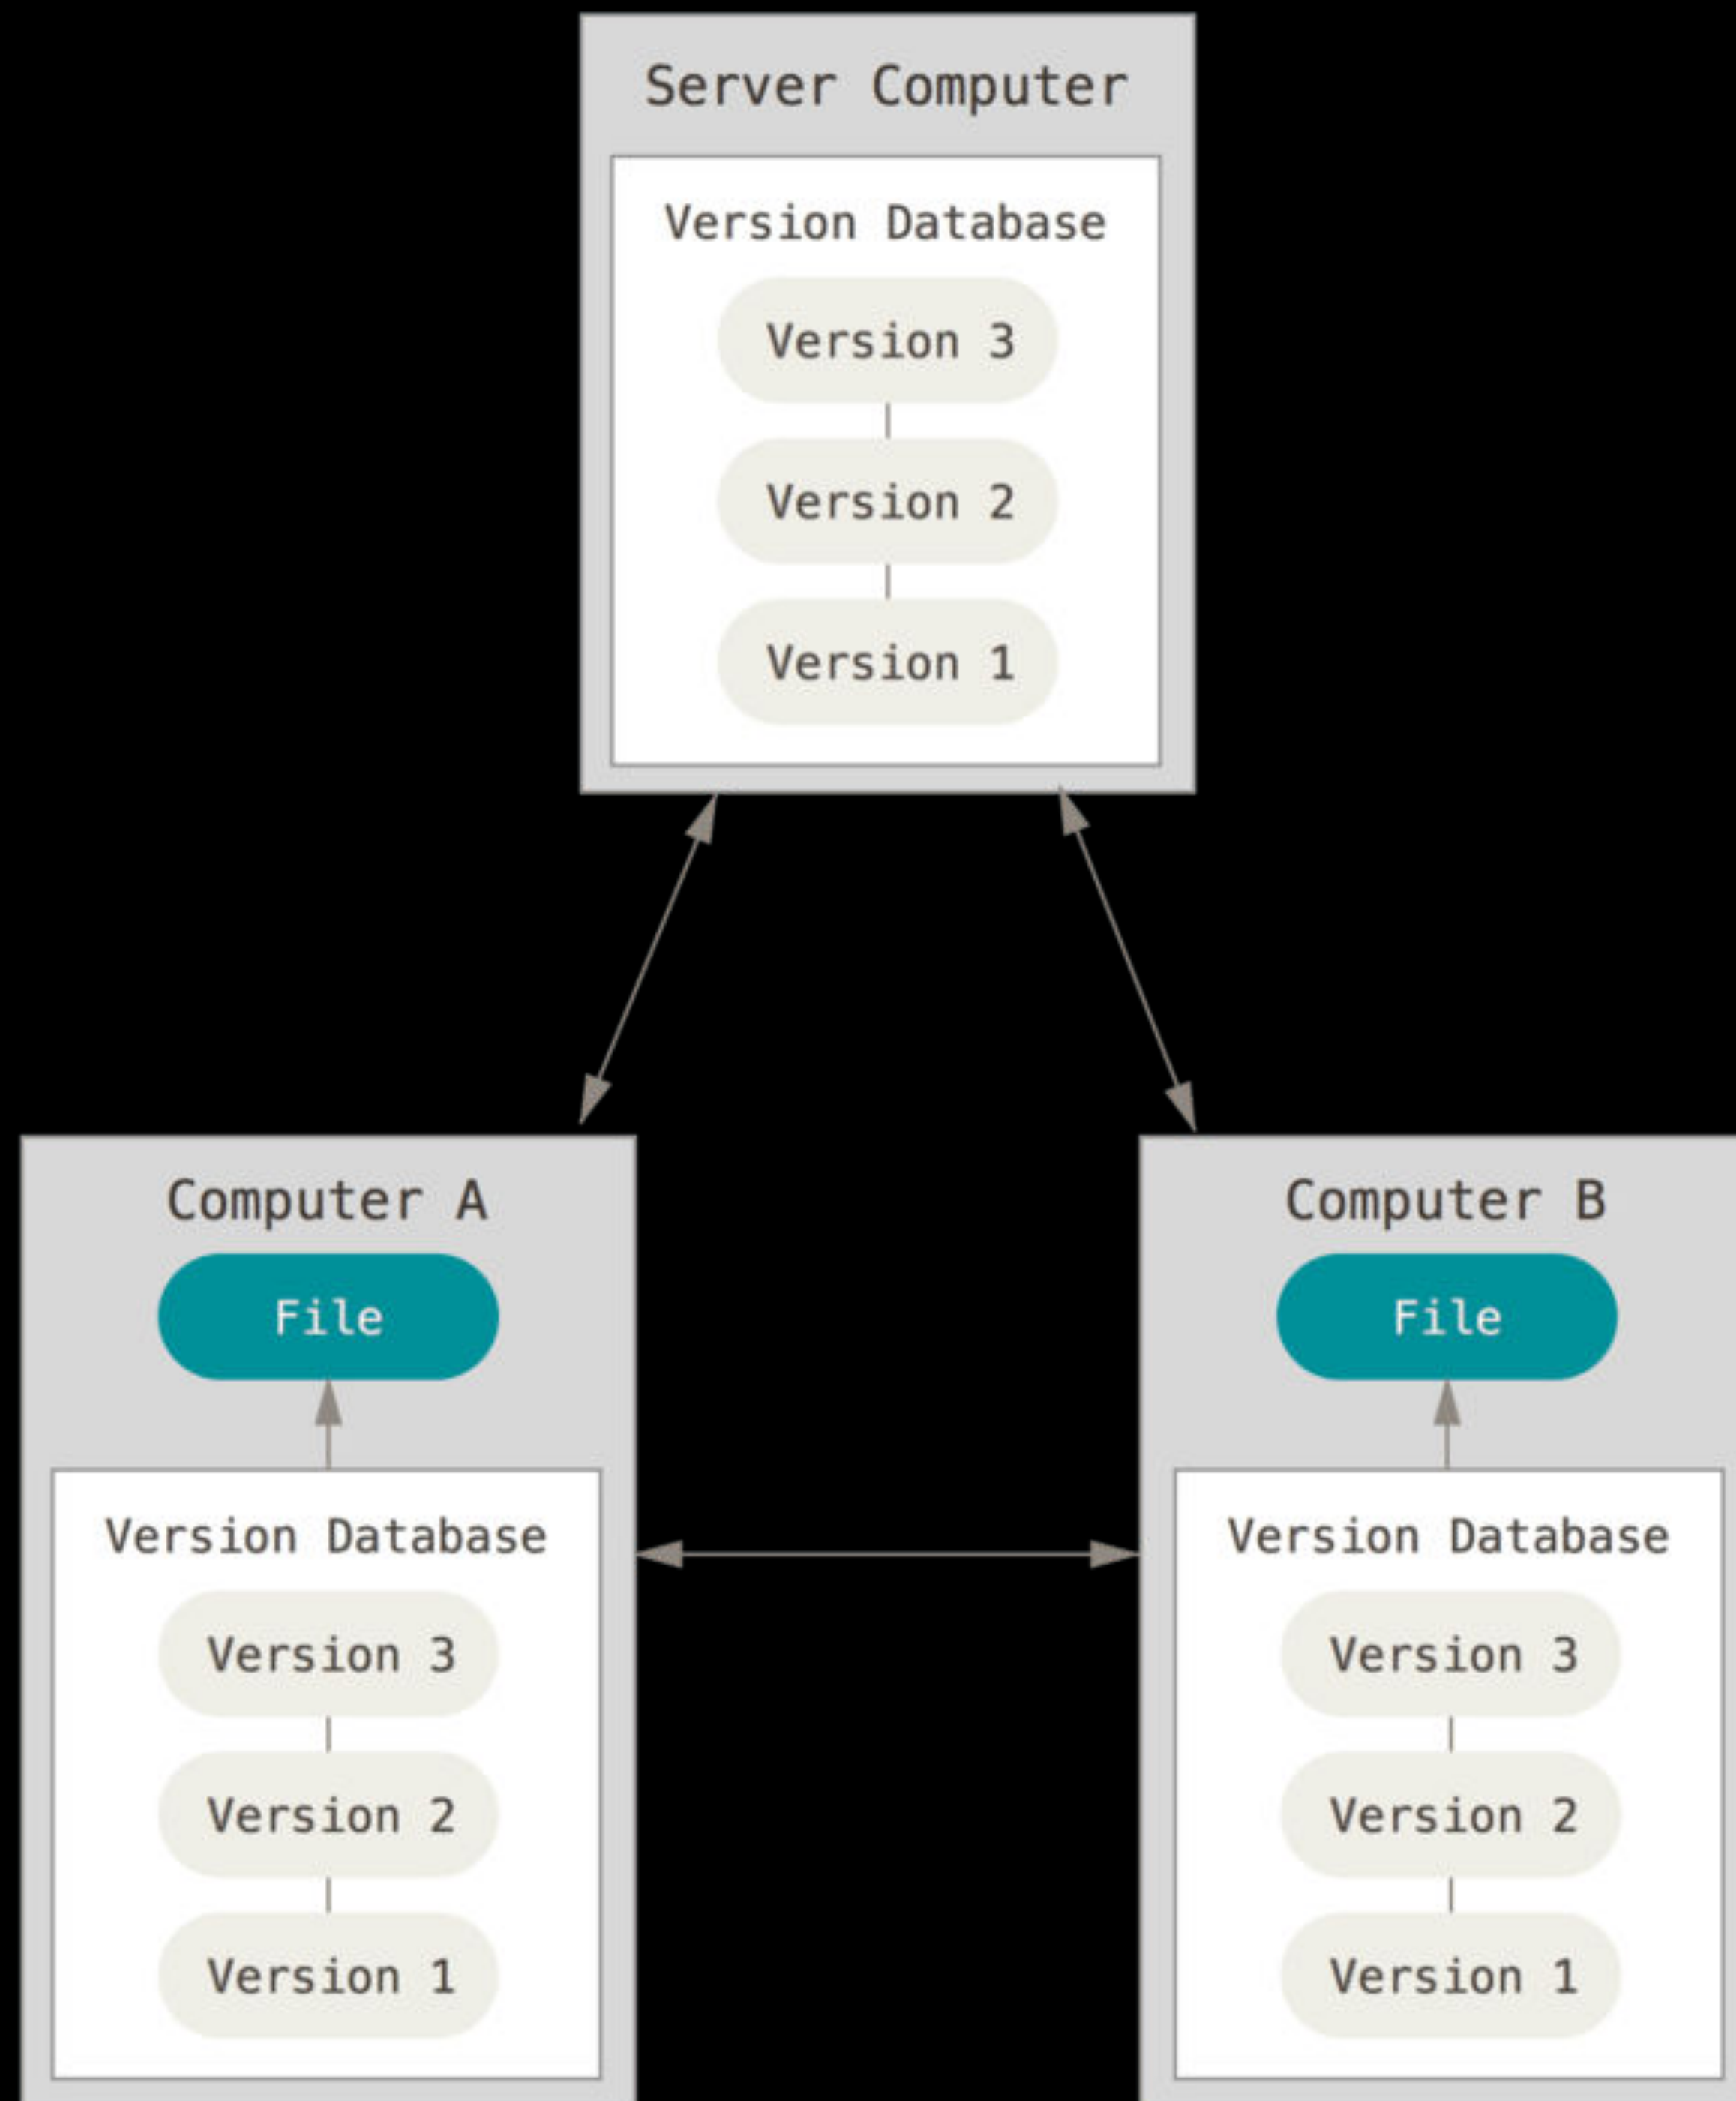 Server Computer
Version Database
Version 3
Version 2
Version 1
Computer A
File
Version Database
Version 3
Version 2
Version 1
Computer B
File
Version Database
Version 3
Version 2
Version 1